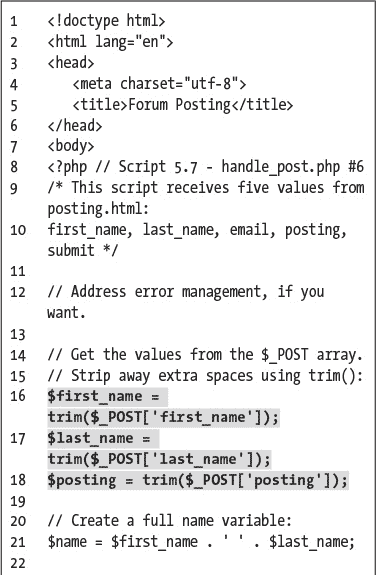 1 <!doctype html>
2 <html lang="en">
3 <head>
4 <meta charset="utf-8">
5 <title>Forum Posting</title>
6 </head>
7 <body>
8 <?php // Script 5.7 - handle_post.php #6
9 /* This script receives five values from
posting.html:
10 first_name, last_name, email, posting,
submit */
11
12 // Address error management, if you
want.
13
14 // Get the values from the $_POST array.
15 // Strip away extra spaces using trim():
16 $first_name =
trim($_POST['first_name']);
17 $last_name =
trim($_POST['last_name']);
18 $posting = trim($_POST['posting']);
19
20 // Create a full name variable:
21 $name = $first_name . ' ' . $last_name;
22